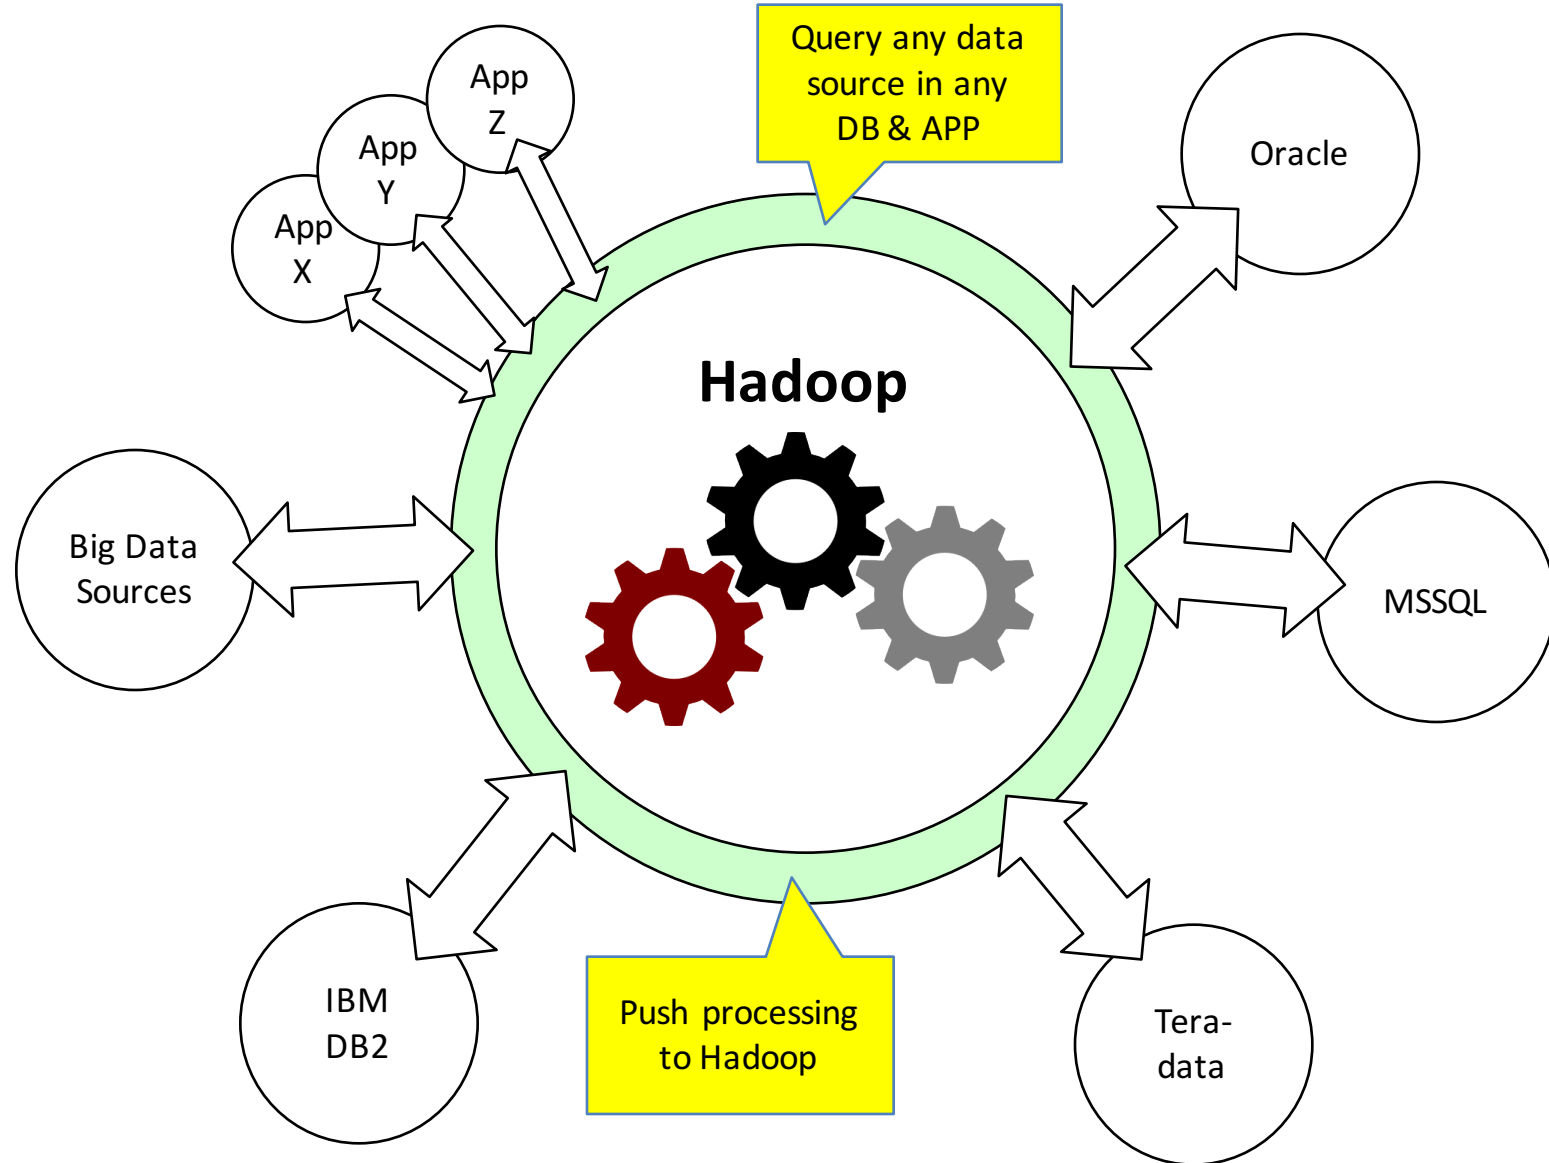 Query any data
source in any
DB & APP
App
Z
App
Y
App
X
Oracle
Hadoop
Big Data
Sources
MSSQL
IBM
DB2
Push processing
to Hadoop
Tera-
data